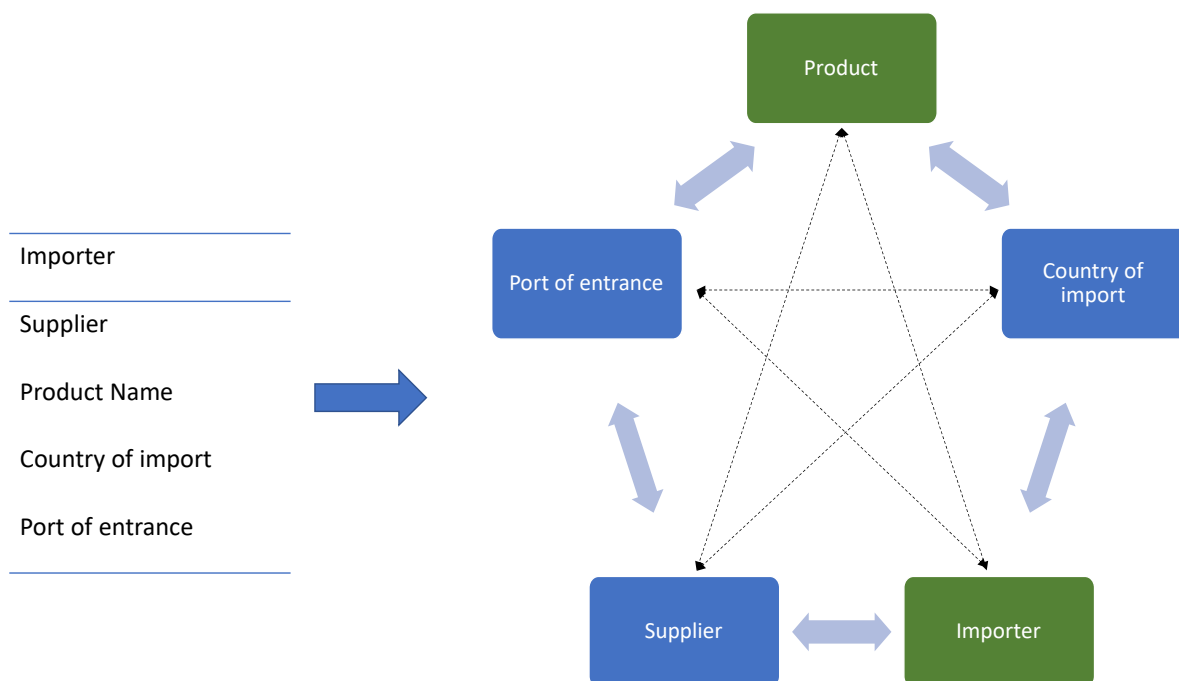 Importer
Supplier
Product Name
Country of import
Port of entrance
Product
Port of entrance
Country of
import
Supplier
Importer